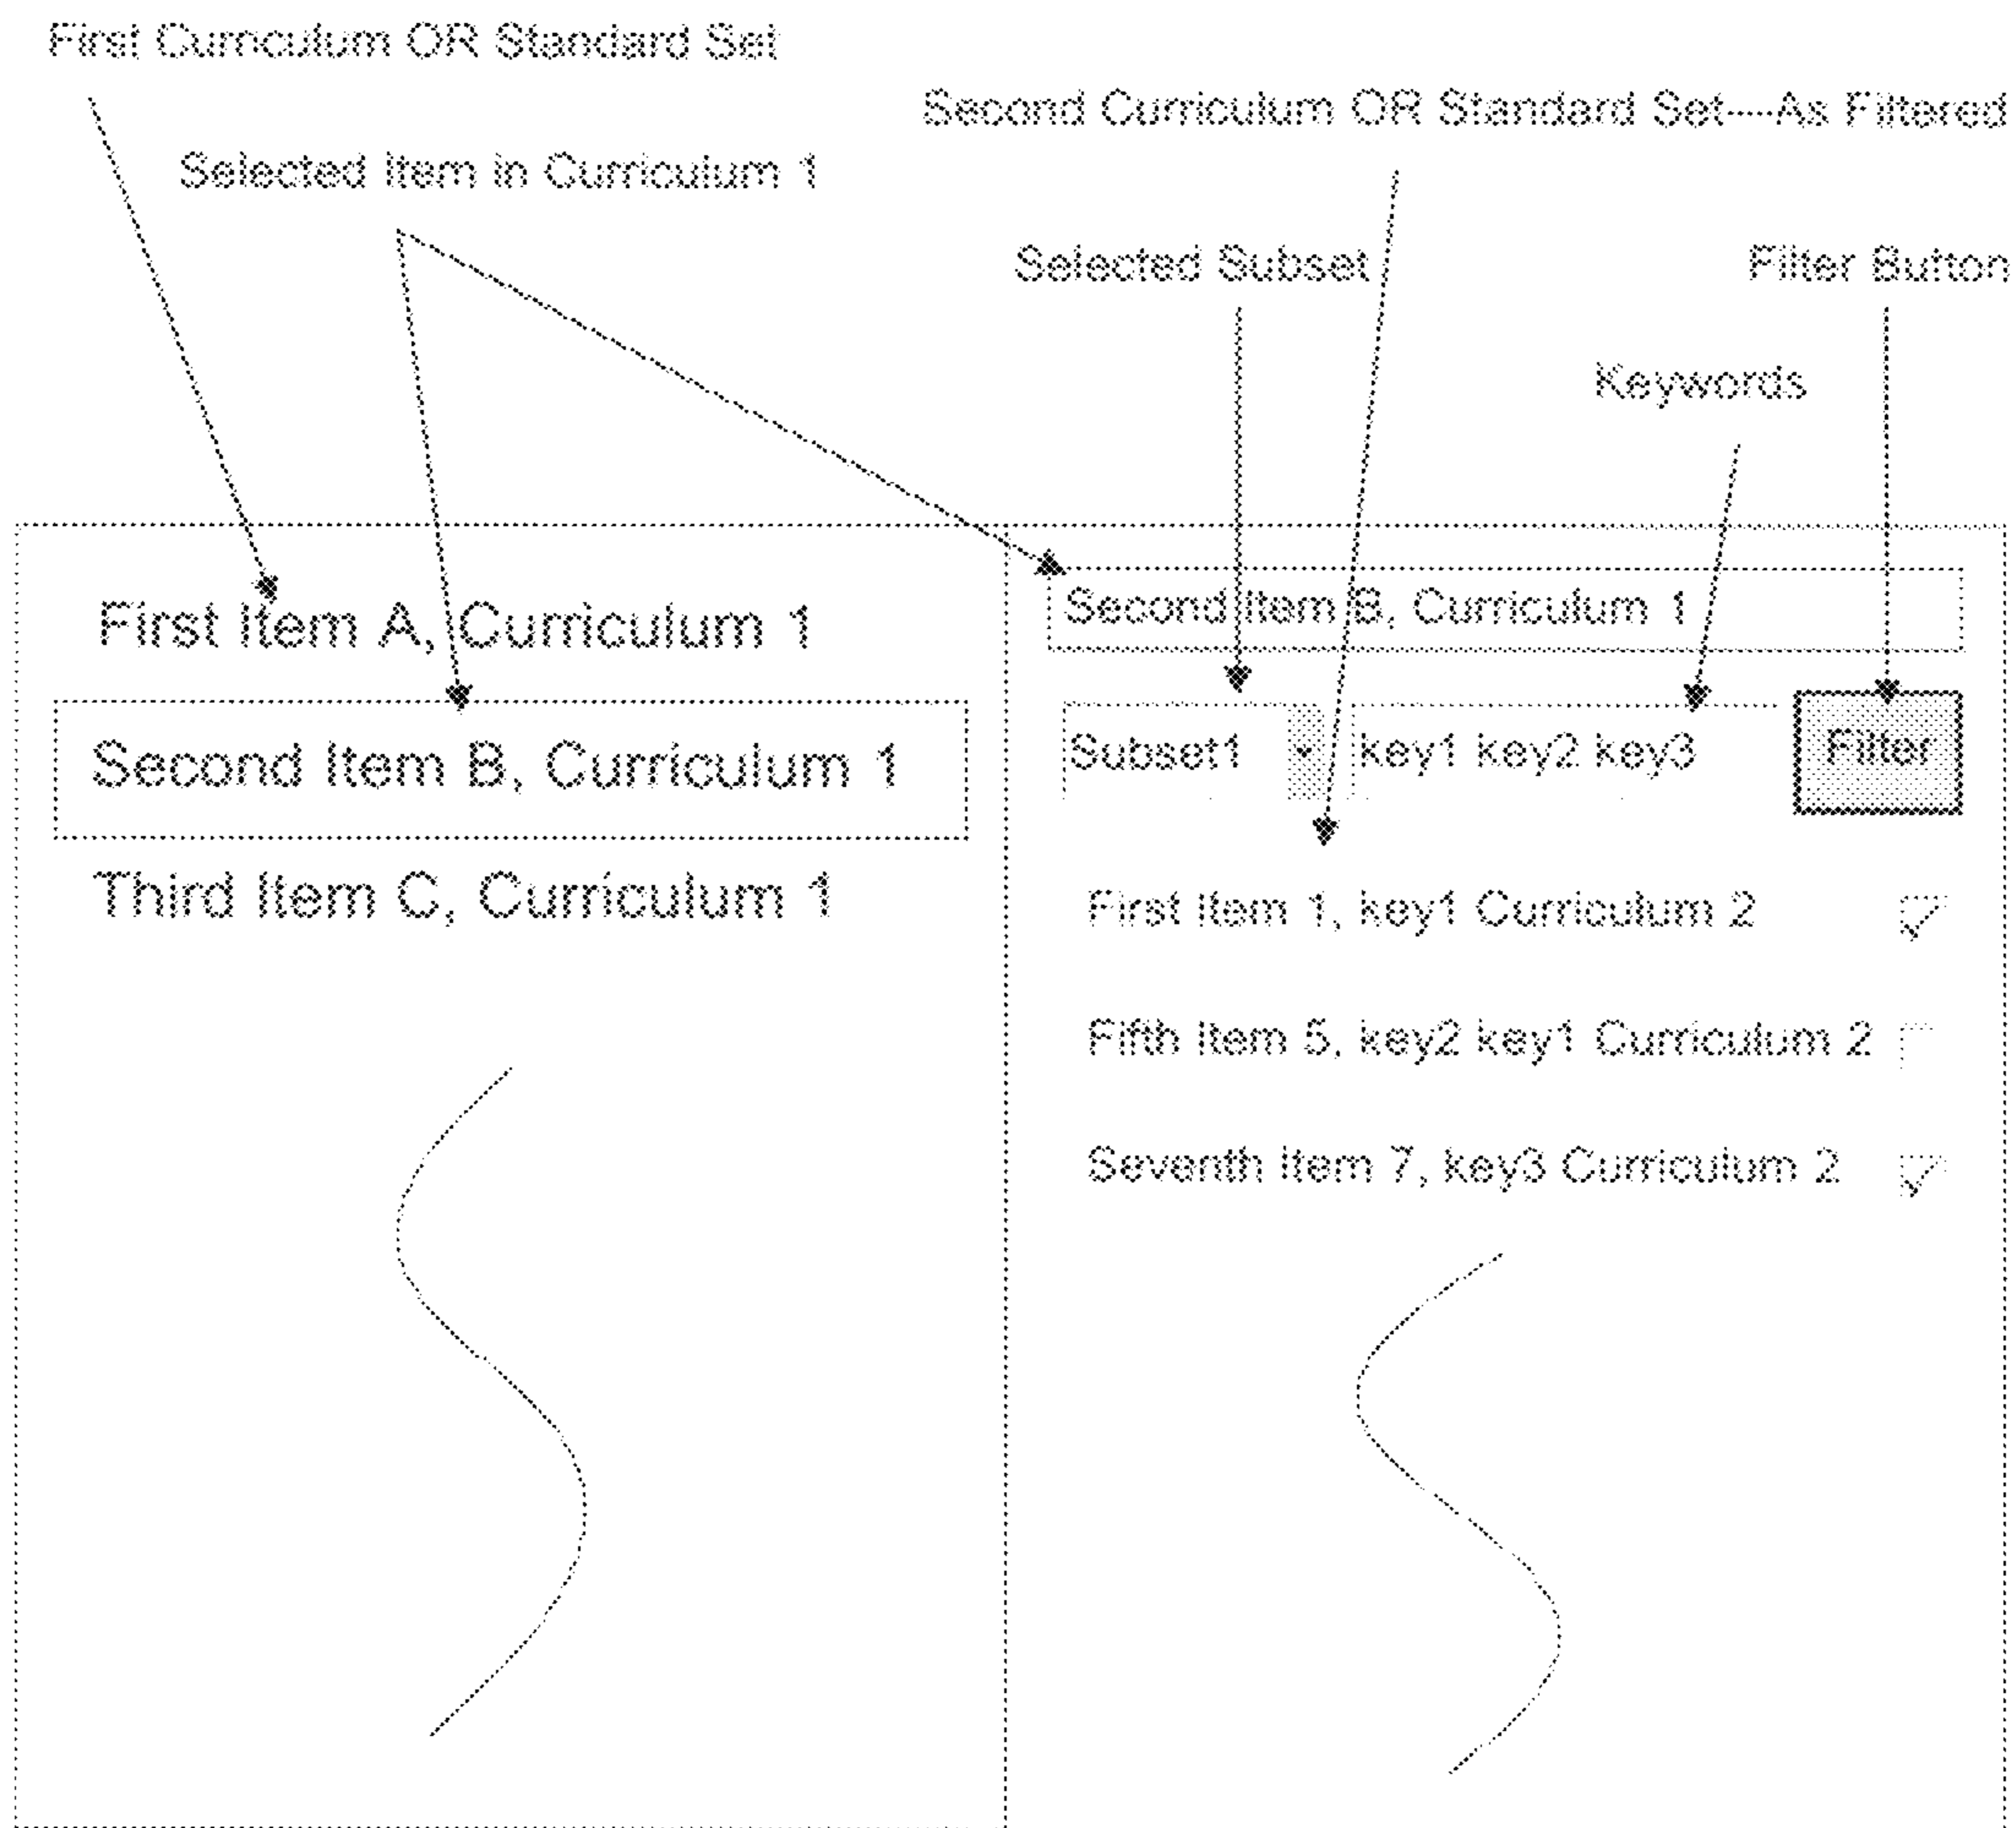 First Curriculum OR Standard Set
Second Curriculum OR Standard Set---As Filtered
Selected Item in Curriculum 1
Selected Subset
Filter Button
Keywords
First Item A, Curriculum 1
Second Item B, Curriculum 1
Third Item C, Curriculum 1
Second Item B, Curriculum 1
Subset1
key1 key2 key3
Filter
First Item 1, key1 Curriculum 2
Fifth Item 5, key2 key1 Curriculum 2
Seventh Item 7, key3 Curriculum 2